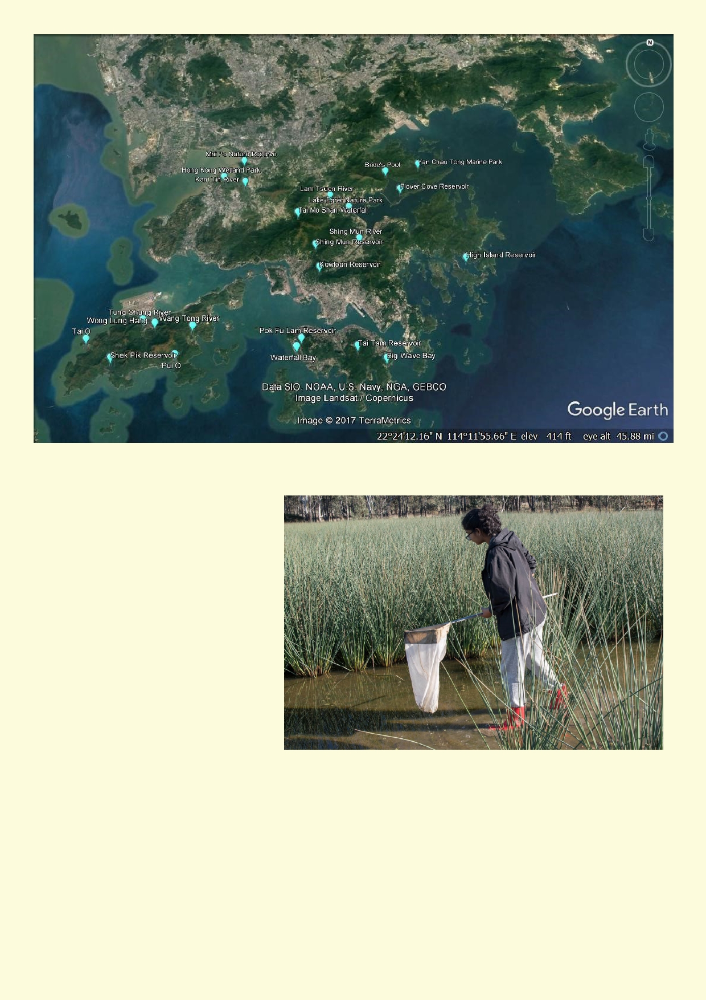 N
Mai Po Nature Reserve
Yan Chau Tong Marine Park
Bride's Pool
Hong Kong Wetland Park
Kam Tin River
Plover Cove Reservoir
Lam Tsuen River
Lake Egret Nature Park
Tai Mo Shan Waterfall
Shing Mun River
Shing Mun Reservoir
High Island Reservoir
Kowloon Reservoir
Tung Chung River
Wong Lung Hang
Wang Tong River
Tai O
Pok Fu Lam Reservoir
Tai Tam Reservoir
Shek Pik Reservoir
Waterfall Bay
Big Wave Bay
Pui O
Data SIO, NOAA, U.S. Navy, NGA, GEBCO
Image Landsat / Copernicus
Image © 2017 TerraMetrics
Google Earth
22°24'12.16" N 114°11'55.66" E elev 414 ft eye alt 45.88 mi